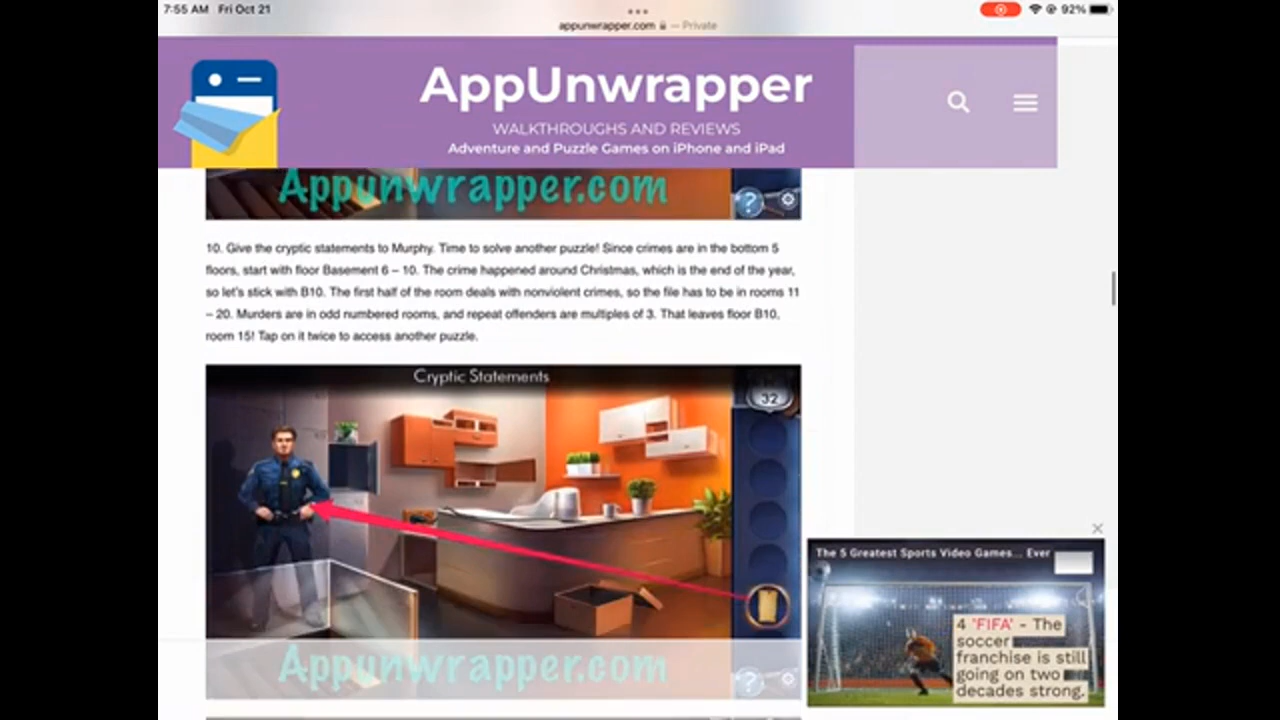 7:55 AM Fri Oct 21
92%
appunwrapper.com — Private
AppUnwrapper
WALKTHROUGHS AND REVIEWS
Adventure and Puzzle Games on iPhone and iPad
Appunwrapper.com
?
10. Give the cryptic statements to Murphy. Time to solve another puzzle! Since crimes are in the bottom 5
floors, start with floor Basement 6 – 10. The crime happened around Christmas, which is the end of the year,
so let's stick with B10. The first half of the room deals with nonviolent crimes, so the file has to be in rooms 11
– 20. Murders are in odd numbered rooms, and repeat offenders are multiples of 3. That leaves floor B10,
room 15! Tap on it twice to access another puzzle.
Cryptic Statements
32
The 5 Greatest Sports Video Games... Ever
4 'FIFA' - The
soccer
franchise is still
going on two
decades strong.
Appunwrapper.com
?